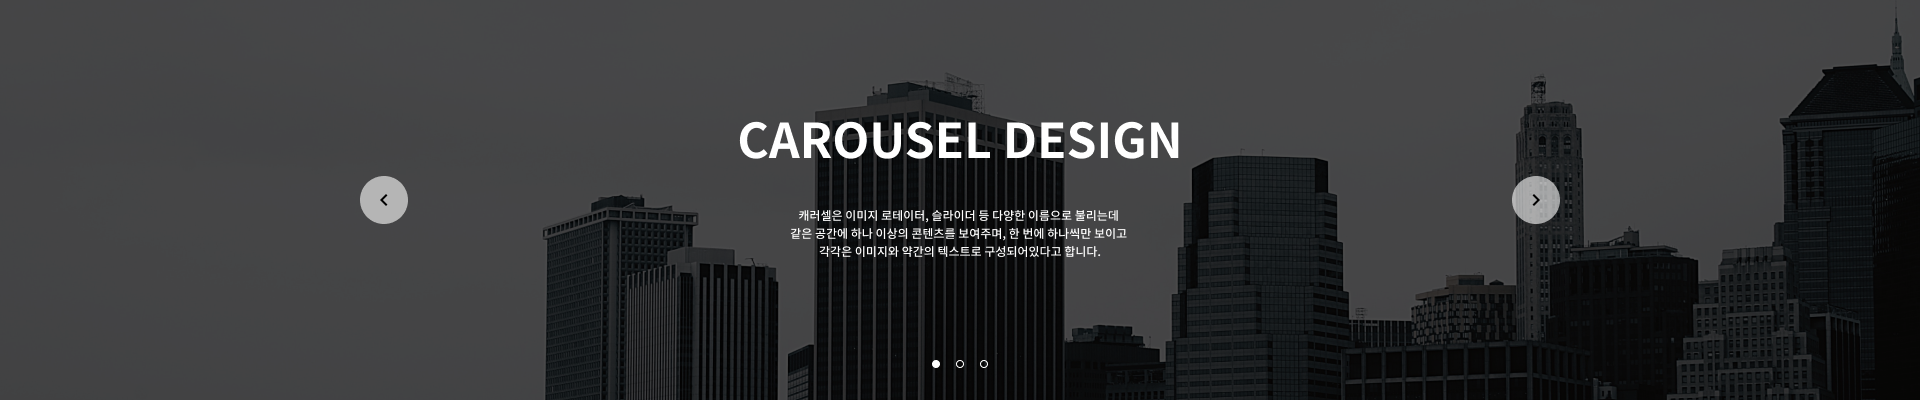 CAROUSEL DESIGN
캐러셀은 이미지 로테이터, 슬라이더 등 다양한 이름으로 불리는데
같은 공간에 하나 이상의 콘텐츠를 보여주며, 한 번에 하나씩만 보이고
각각은 이미지와 약간의 텍스트로 구성되어있다고 합니다.